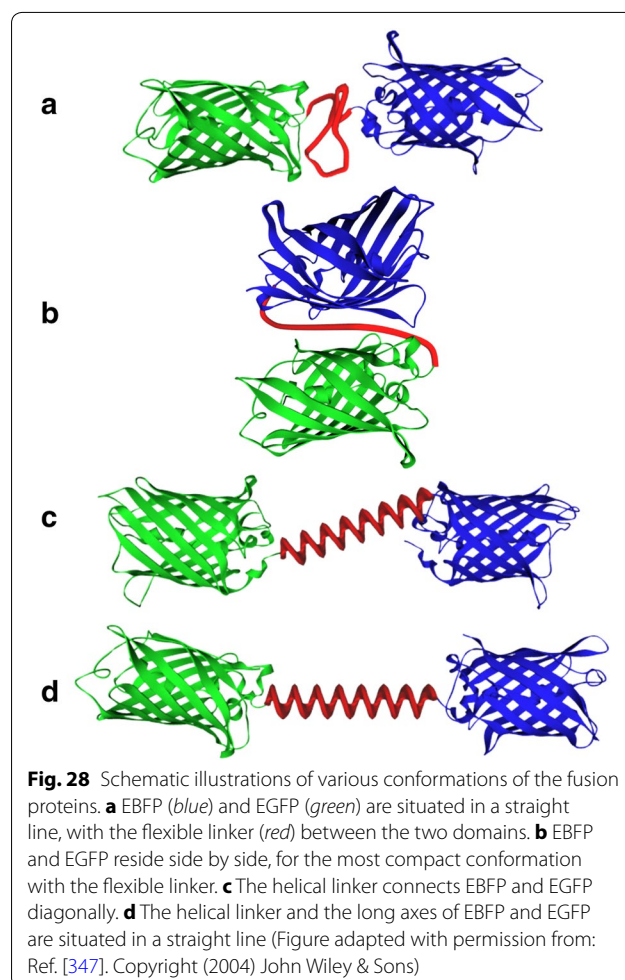 a
b
c
d
Fig. 28 Schematic illustrations of various conformations of the fusion
proteins. a EBFP (blue) and EGFP (green) are situated in a straight
line, with the flexible linker (red) between the two domains. b EBFP
and EGFP reside side by side, for the most compact conformation
with the flexible linker. c The helical linker connects EBFP and EGFP
diagonally. d The helical linker and the long axes of EBFP and EGFP
are situated in a straight line (Figure adapted with permission from:
Ref. [347]. Copyright (2004) John Wiley & Sons)